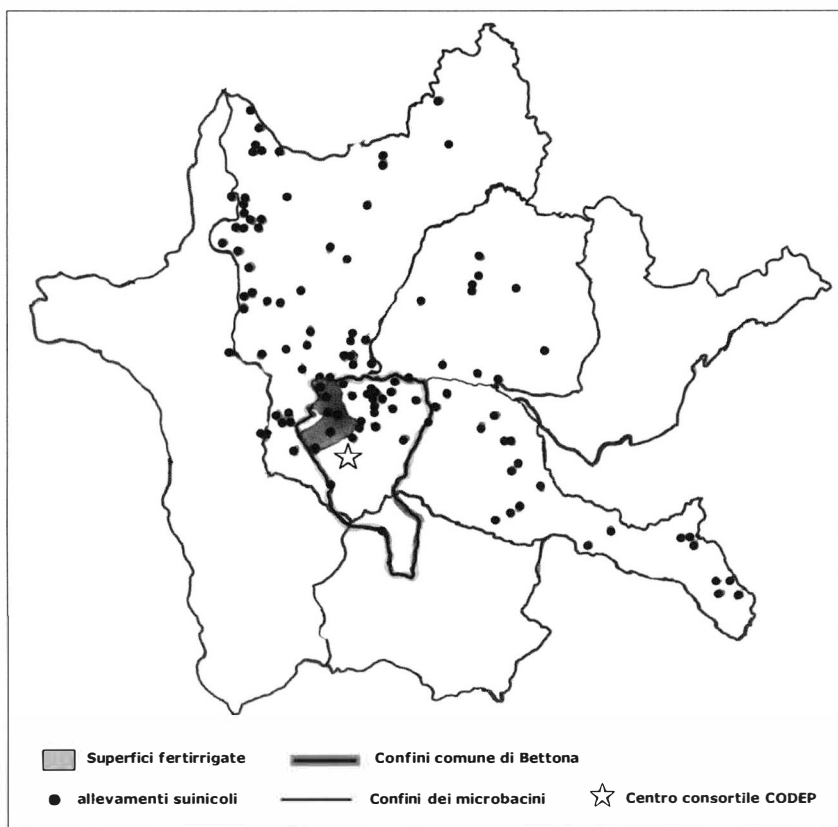 Superfici fertirrigate
Confini comune di Bettona
allevamenti suinicoli
Confini dei microbacini
Centro consortile CODEP